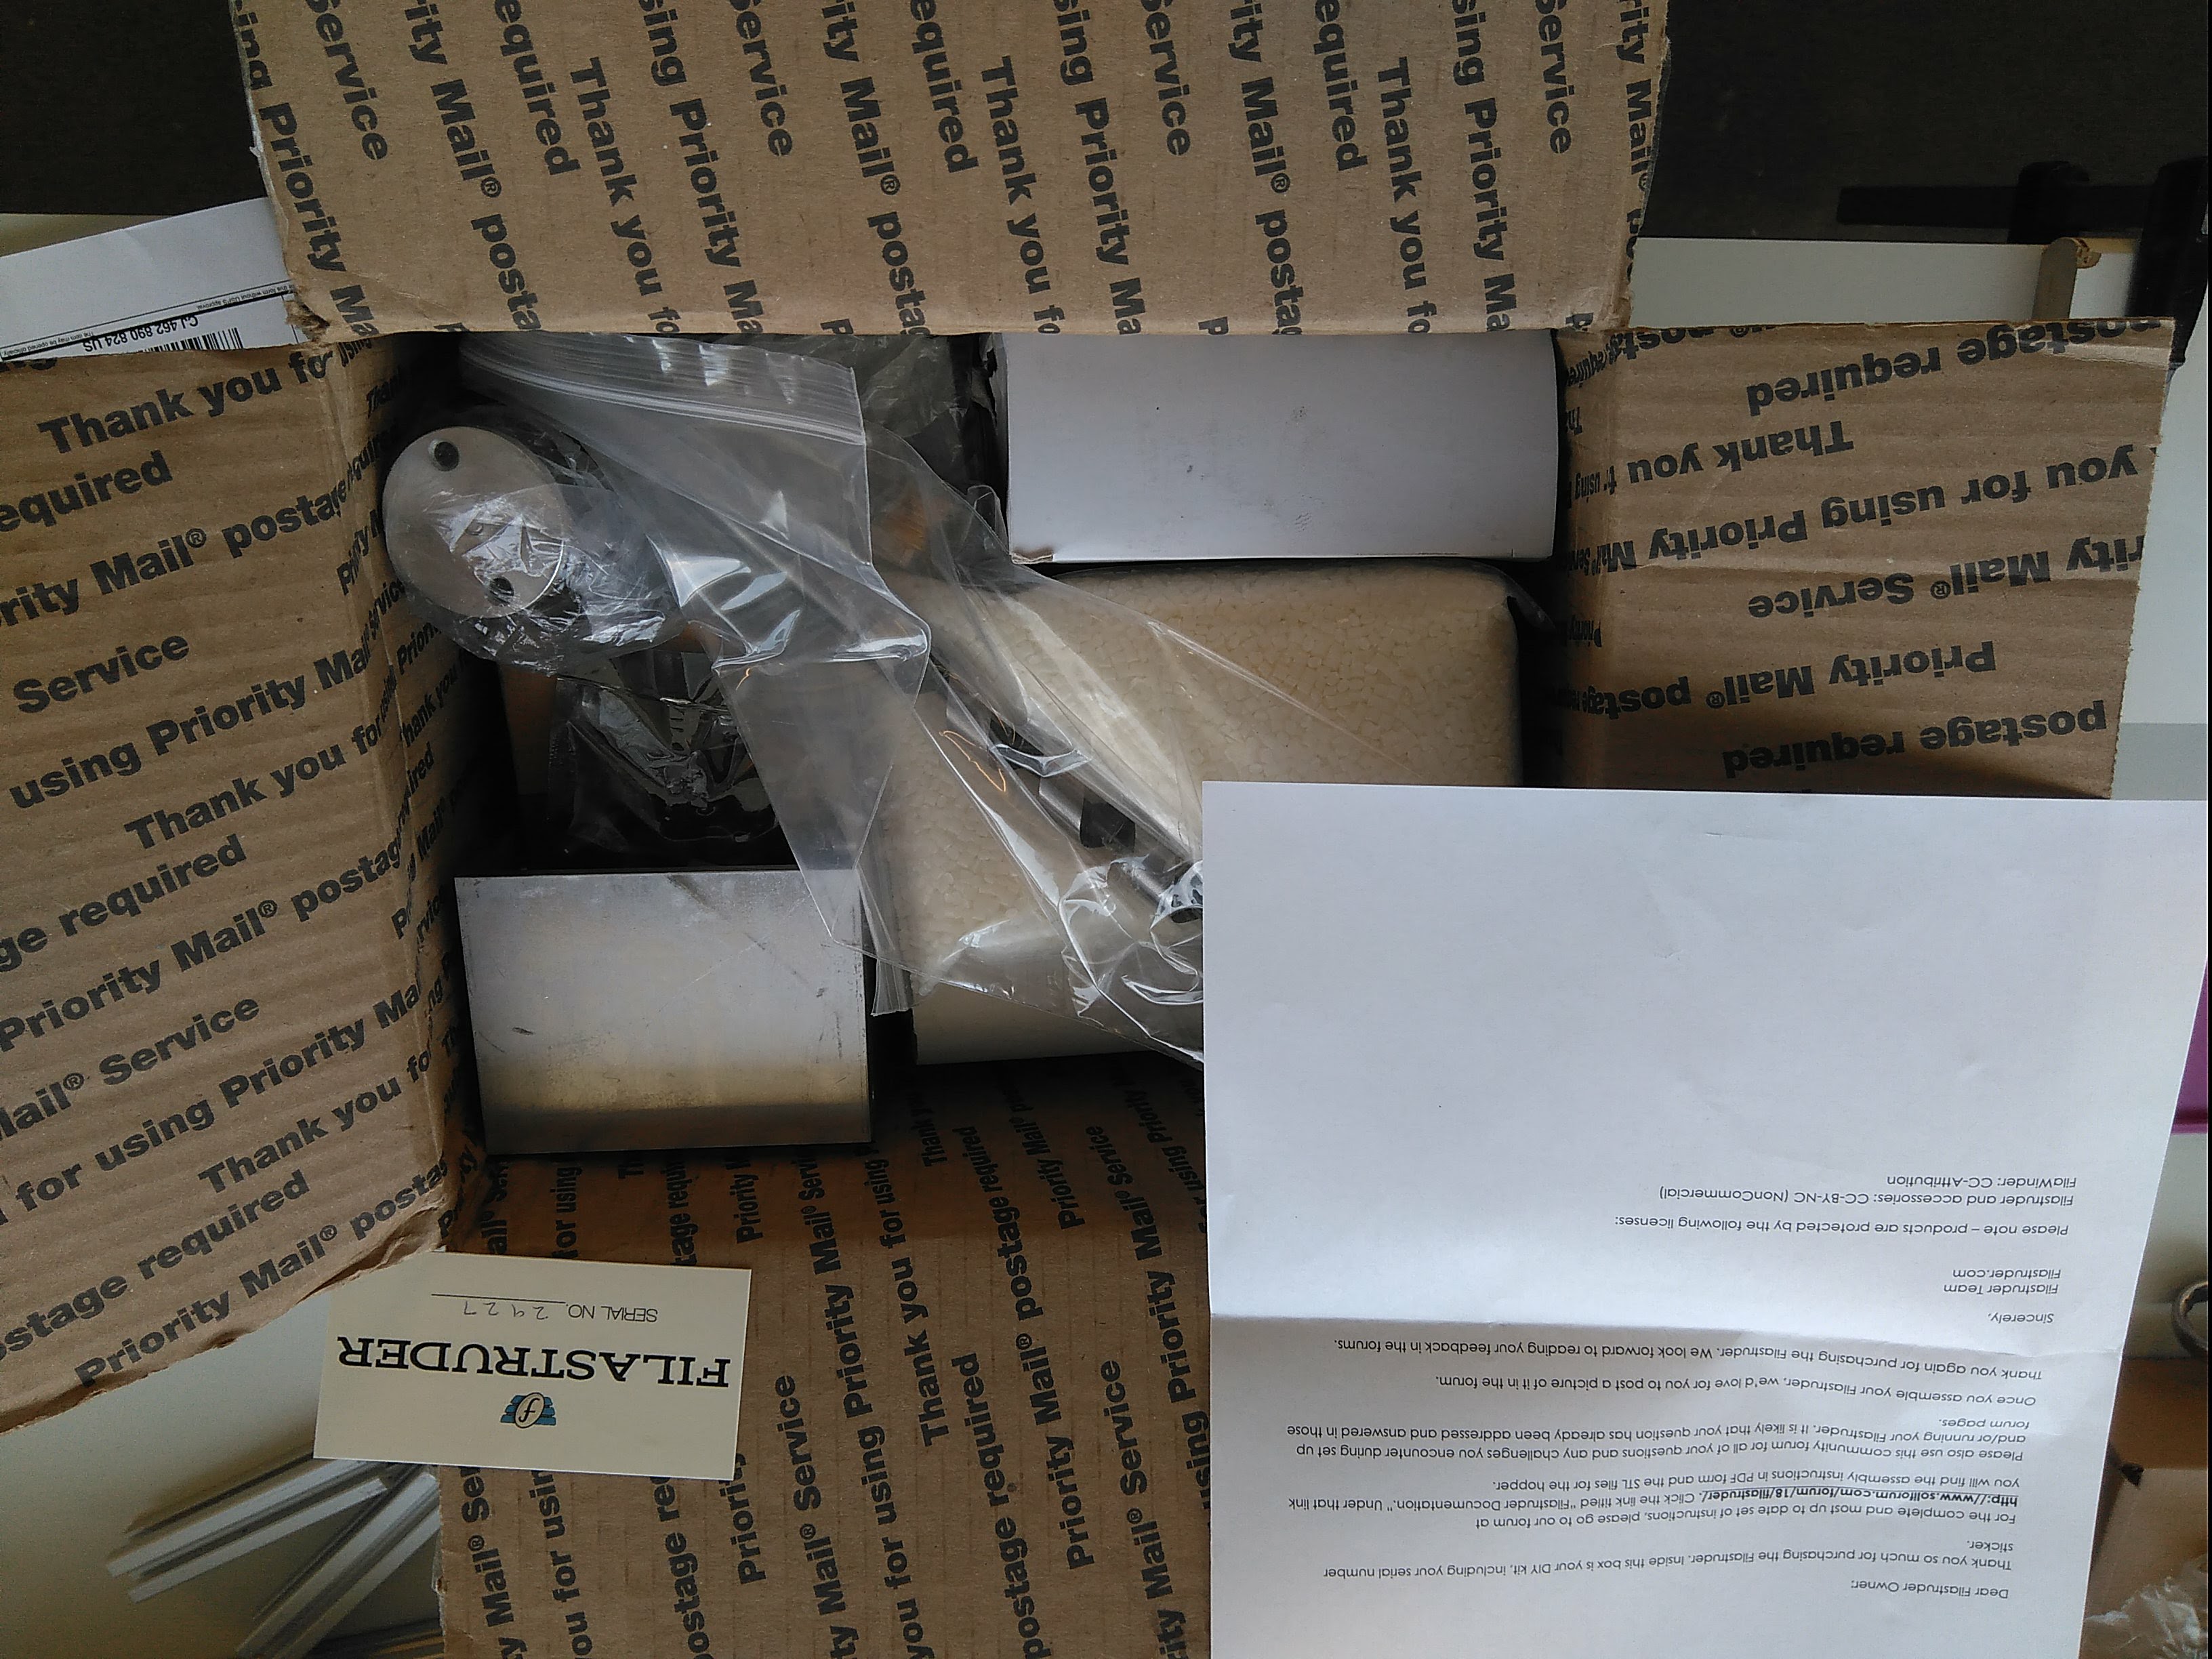 Dear Filastruder Owner:
Thank you so much for purchasing the Filastruder. Inside this box is your DIY kit, including your serial number
sticker.
For the complete and most up to date set of instructions, please go to our forum at
http://www.soliforum.com/forum/18/filastruder/. Click the link titled “Filastruder Documentation.” Under that link
you will find the assembly instructions in PDF form and the STL files for the hopper.
Please also use this community forum for all of your questions and any challenges you encounter during set up
and/or running your Filastruder. It is likely that your question has already been addressed and answered in those
forum pages.
Once you assemble your Filastruder, we'd love for you to post a picture of it in the forum.
Thank you again for purchasing the Filastruder. We look forward to reading your feedback in the forums.
Sincerely,
Filastruder Team
Filastruder.com
Please note – products are protected by the following licenses:
Filastruder and accessories: CC-BY-NC (NonCommercial)
FilaWinder: CC-Attribution
f
FILASTRUDER
SERIAL NO. 2927
Priority Mail® postage required
Thank you for using Priority Mail® Service
postage required
Priority Mail® postage
Mail® Service
you for using Priority Mail®
Thank you for using
postage required
CJ 462 890 824 US